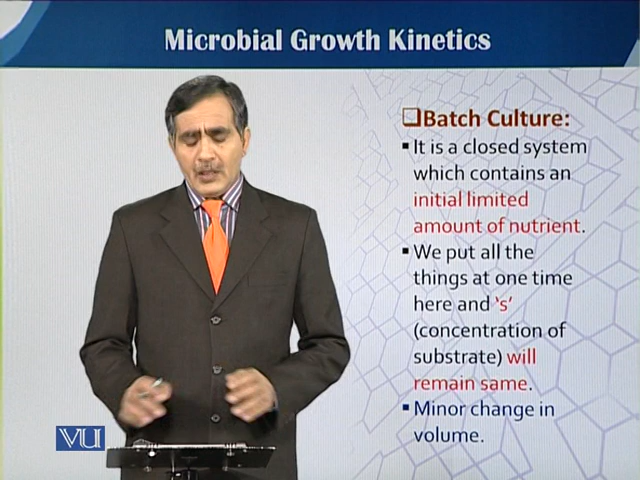 Microbial Growth Kinetics
❑Batch Culture:
▪ It is a closed system
which contains an
initial limited
amount of nutrient.
▪ We put all the
things at one time
here and ‘s’
(concentration of
substrate) will
remain same.
▪ Minor change in
volume.
VU